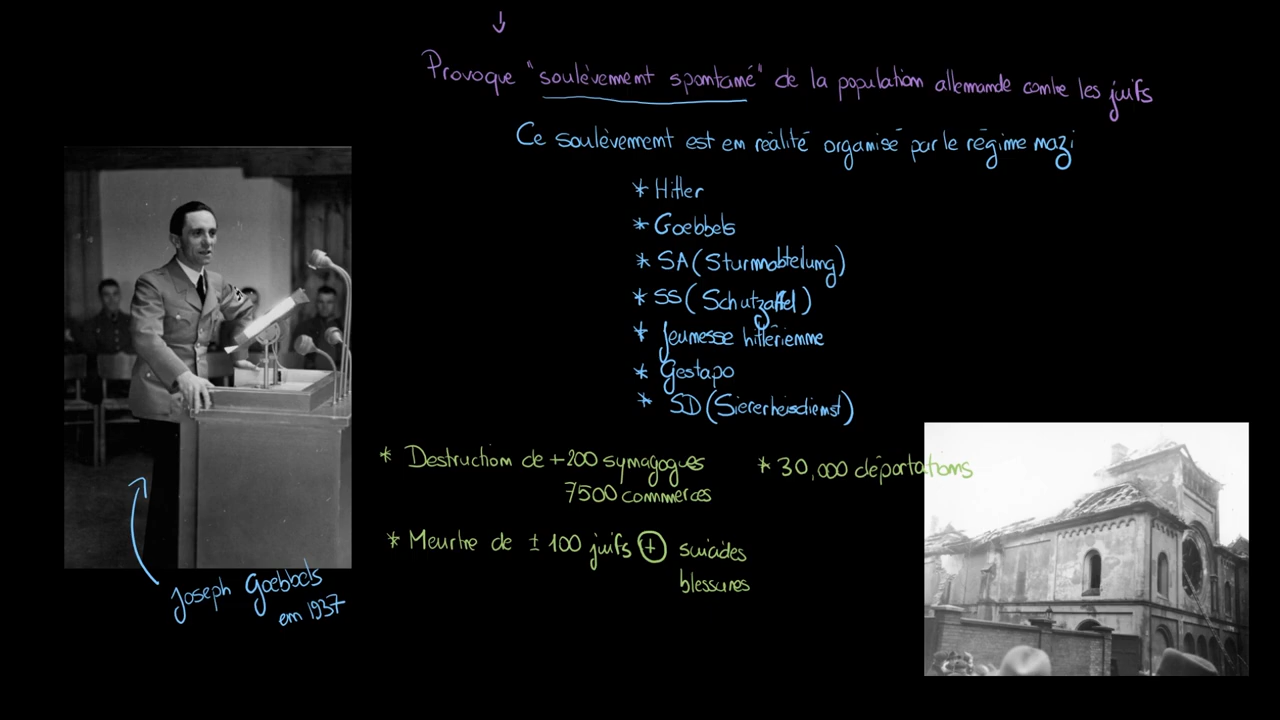 Provoque "soulèvement spontané" de la population allemande contre les juifs
Ce soulèvement est en réalité organisé par le régime nazi
* Hitler
* Goebbels
* SA (Sturmabteilung)
* SS (Schutzaffel)
* Jeunesse hitlérienne
* Gestapo
* SD (Siererheisdienst)
* Destruction de +200 synagogues
7500 commerces
* 30,000 déportations
* Meurtre de ± 100 juifs + suicides
blessures
Joseph Goebbels
en 1937